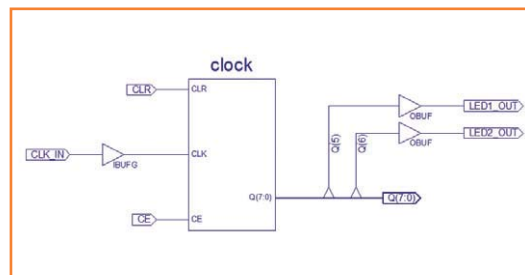 clock
CLR
CLR
LED1_OUT
OBUF
LED2_OUT
OBUF
Q(5)
Q(6)
CLK_IN
IBUFG
CLK
Q(7:0)
Q(7:0)
CE
CE